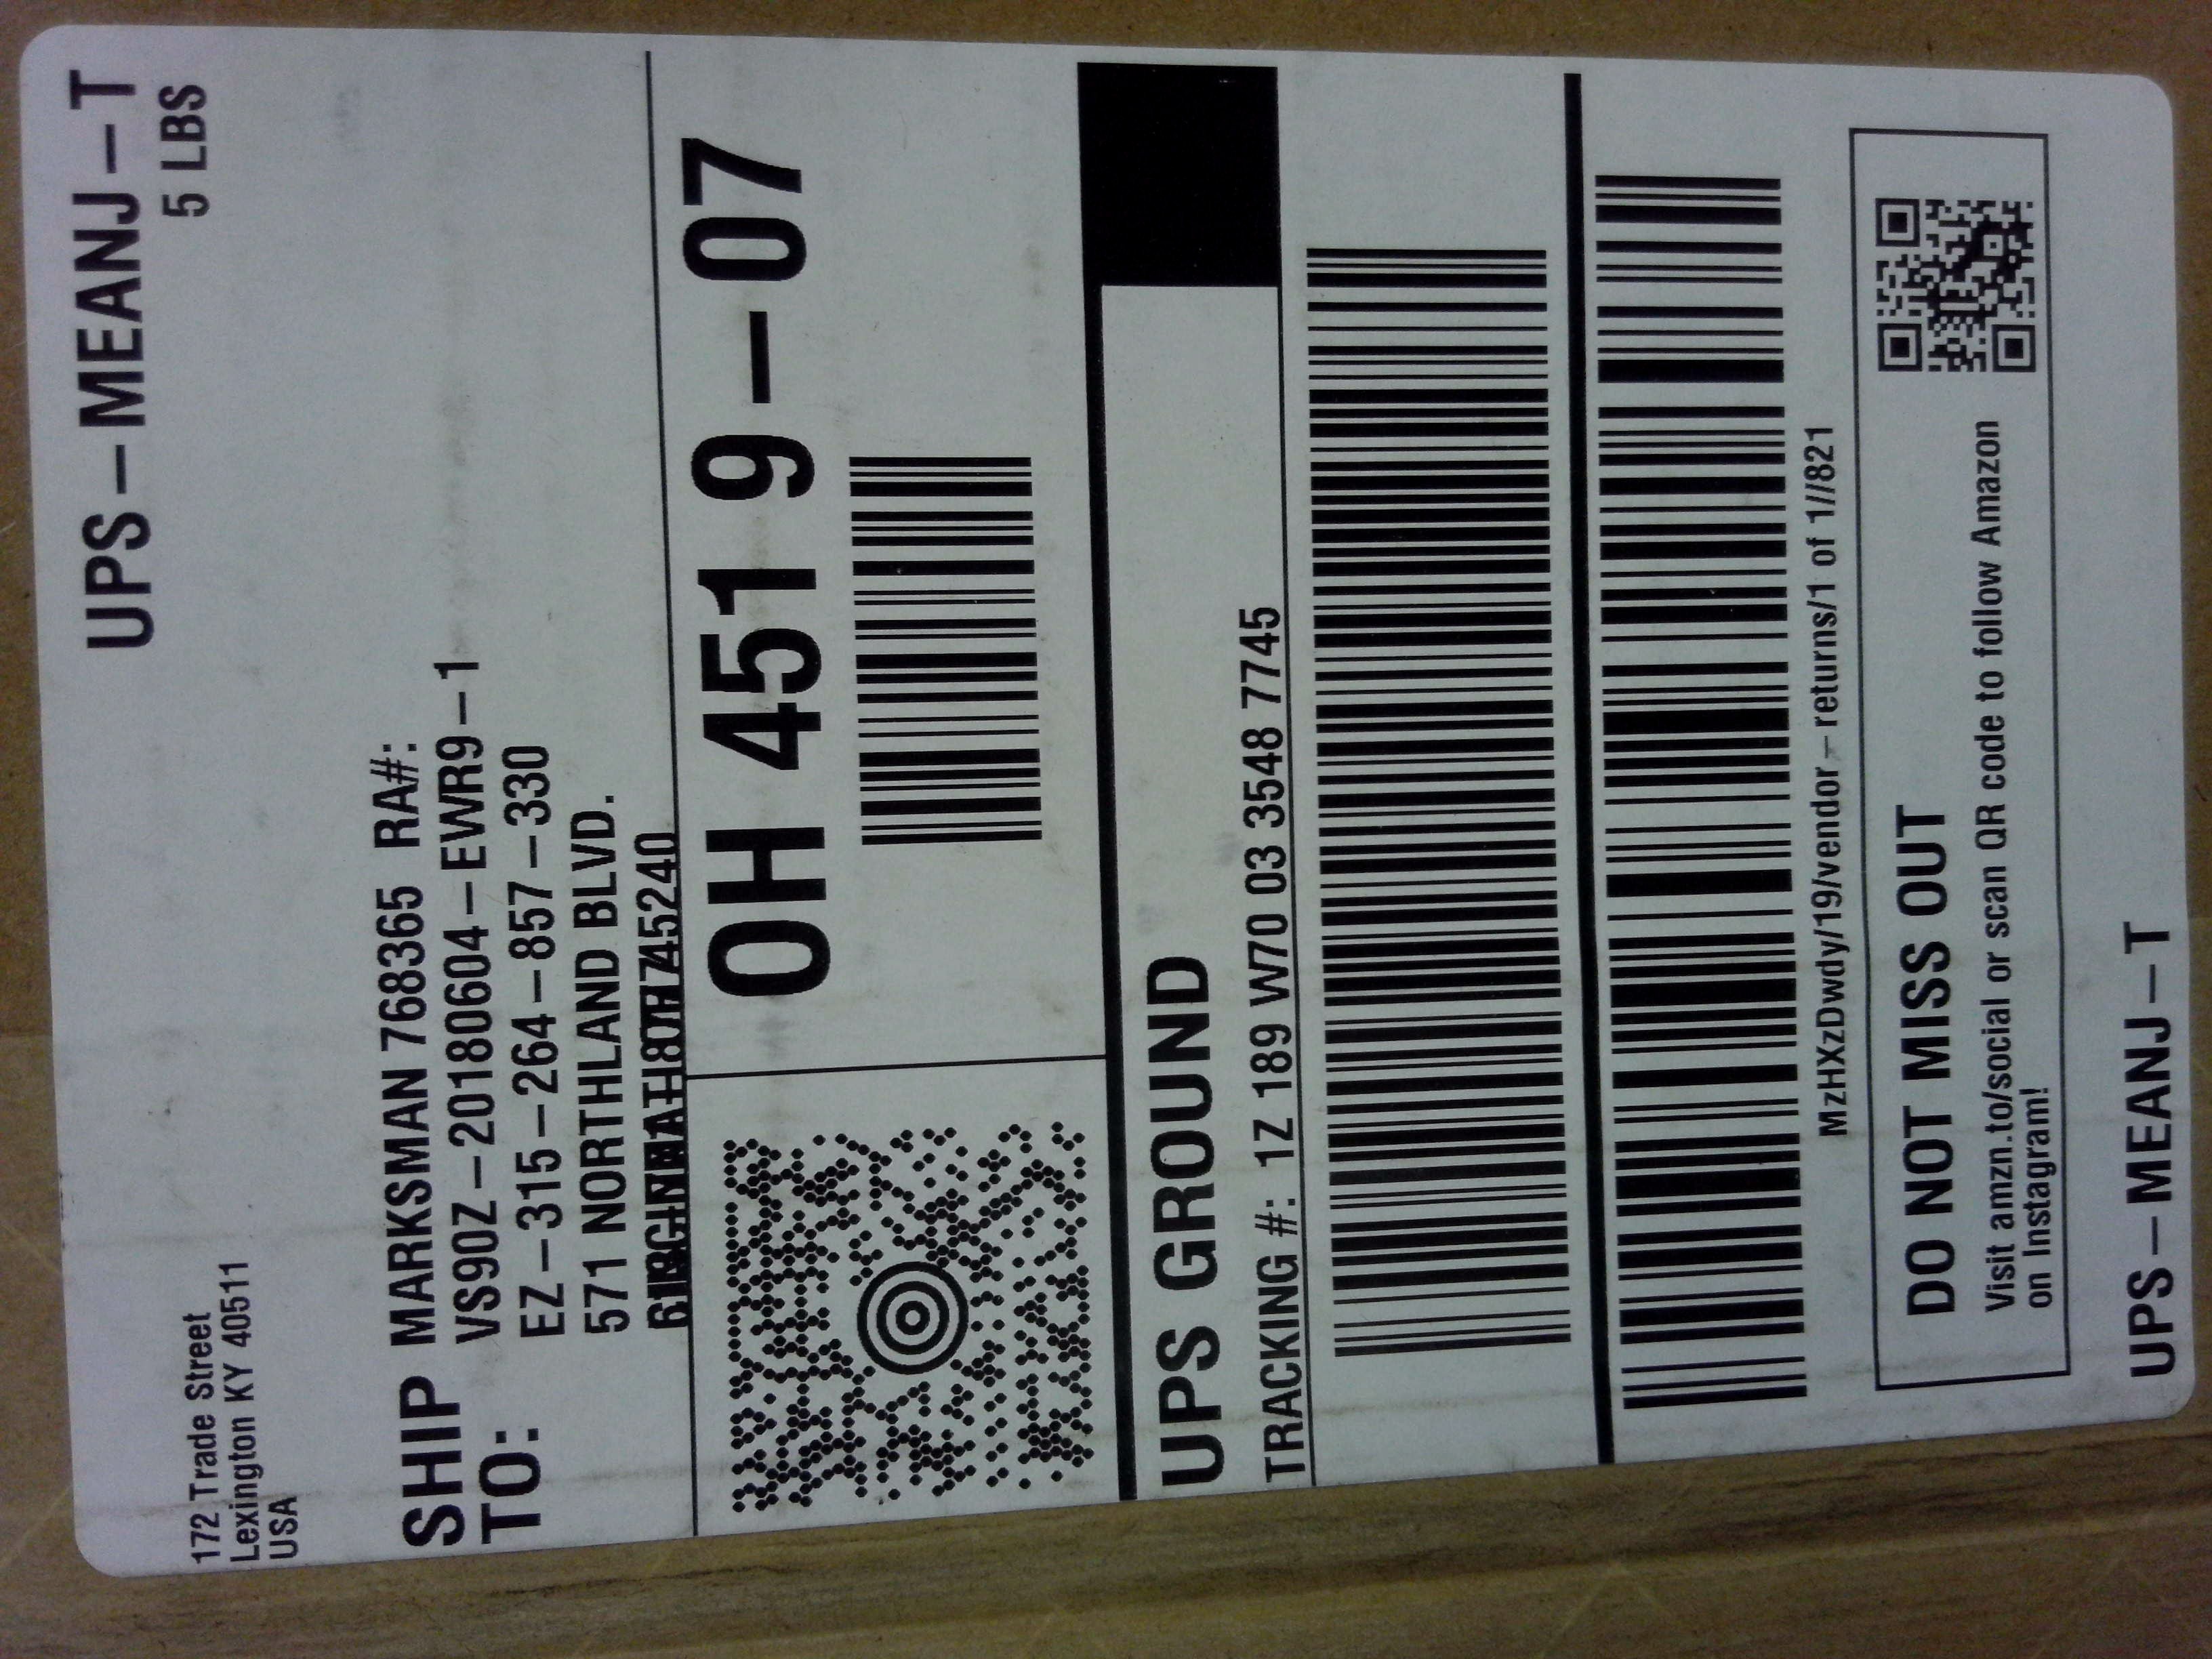 UPS-MEANJ-T
5 LBS
172 Trade Street
Lexington KY 40511
USA
SHIP TO:
MARKSMAN 768365 RA#:
VS90Z-20180604-EWR9-1
EZ-315-264-857-330
571 NORTHLAND BLVD.
OH 451 9-07
UPS GROUND
TRACKING #: 1Z 189 W70 03 3548 7745
MzHXzDwdy/19/vendor-returns/1 of 1//821
DO NOT MISS OUT
Visit amzn.to/social or scan QR code to follow Amazon
on Instagram!
UPS-MEANJ-T